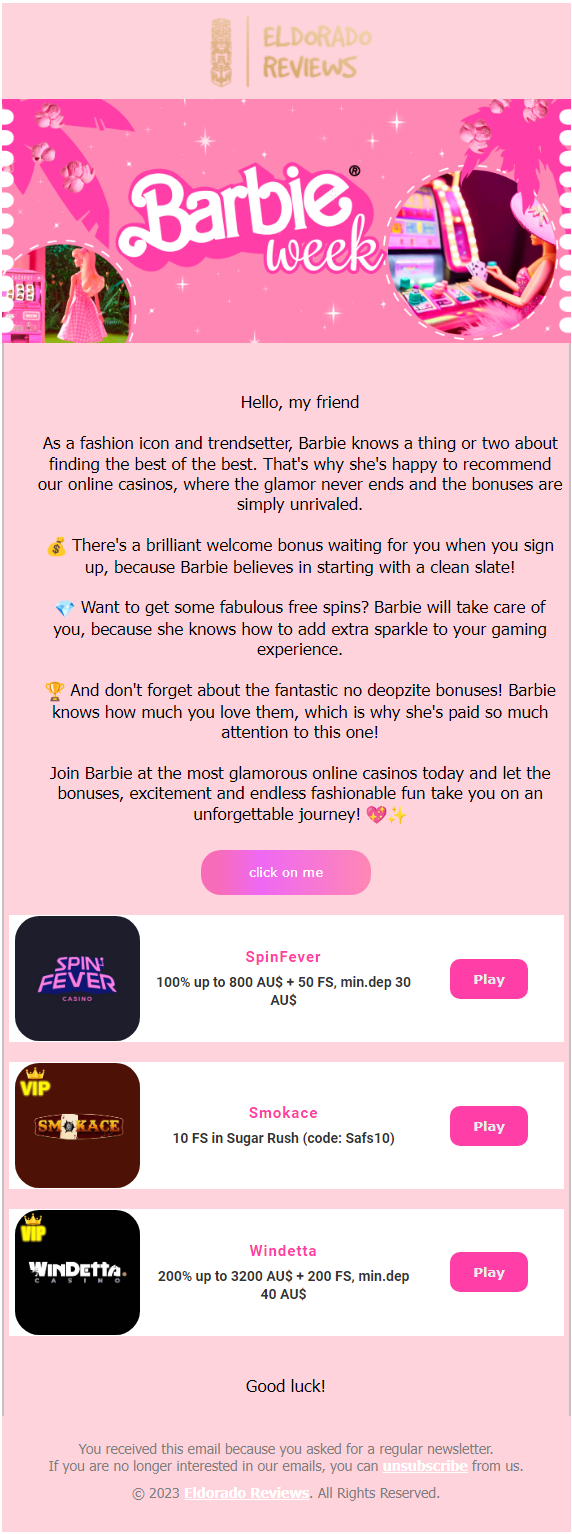 ELDORADO
REVIEWS
Barbie®
week
JACKPOT
Hello, my friend
As a fashion icon and trendsetter, Barbie knows a thing or two about
finding the best of the best. That's why she's happy to recommend
our online casinos, where the glamor never ends and the bonuses are
simply unrivaled.
💰 There's a brilliant welcome bonus waiting for you when you sign
up, because Barbie believes in starting with a clean slate!
💎 Want to get some fabulous free spins? Barbie will take care of
you, because she knows how to add extra sparkle to your gaming
experience.
🏆 And don't forget about the fantastic no deopzite bonuses! Barbie
knows how much you love them, which is why she's paid so much
attention to this one!
Join Barbie at the most glamorous online casinos today and let the
bonuses, excitement and endless fashionable fun take you on an
unforgettable journey! 💖✨
click on me
SPIN
FEVER
CASINO
SpinFever
100% up to 800 AU$ + 50 FS, min.dep 30
AU$
Play
VIP
SMOKACE
Smokace
10 FS in Sugar Rush (code: Safs10)
Play
VIP
WINDETTA.
CASINO
Windetta
200% up to 3200 AU$ + 200 FS, min.dep
40 AU$
Play
Good luck!
You received this email because you asked for a regular newsletter.
If you are no longer interested in our emails, you can unsubscribe from us.
© 2023 Eldorado Reviews. All Rights Reserved.